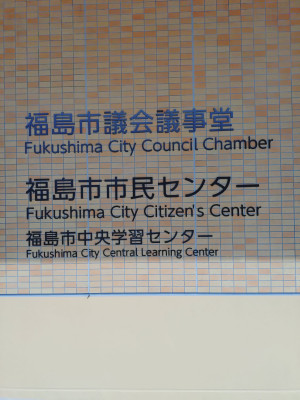 福島市議会議事堂
Fukushima City Council Chamber
福島市市民センター
Fukushima City Citizen's Center
福島市中央学習センター
Fukushima City Central Learning Center